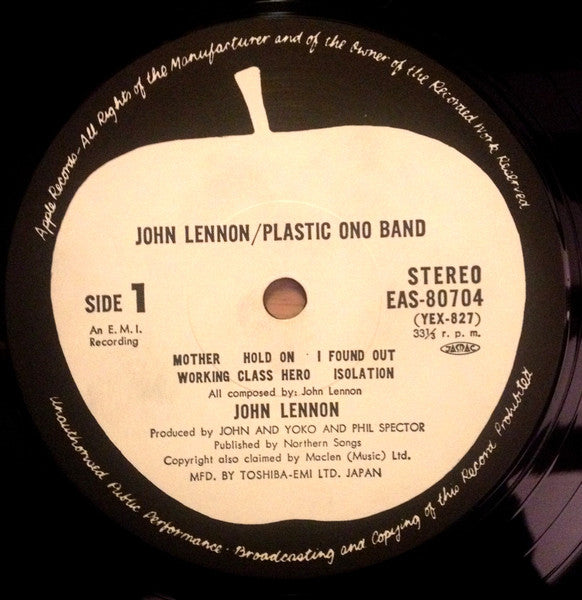 Apple Records - All Rights of the Manufacturer and of the Owner of the Recorded Work Reserved.
JOHN LENNON/PLASTIC ONO BAND
SIDE 1
An E.M.I.
Recording
STEREO
EAS-80704
(YEX-827)
33⅓ r. p. m.
JASRAC
MOTHER HOLD ON I FOUND OUT
WORKING CLASS HERO ISOLATION
All composed by: John Lennon
JOHN LENNON
Produced by JOHN AND YOKO AND PHIL SPECTOR
Published by Northern Songs
Copyright also claimed by Maclen (Music) Ltd.
MFD. BY TOSHIBA-EMI LTD. JAPAN
Unauthorised Public Performance · Broadcasting and Copying of this Record Prohibited